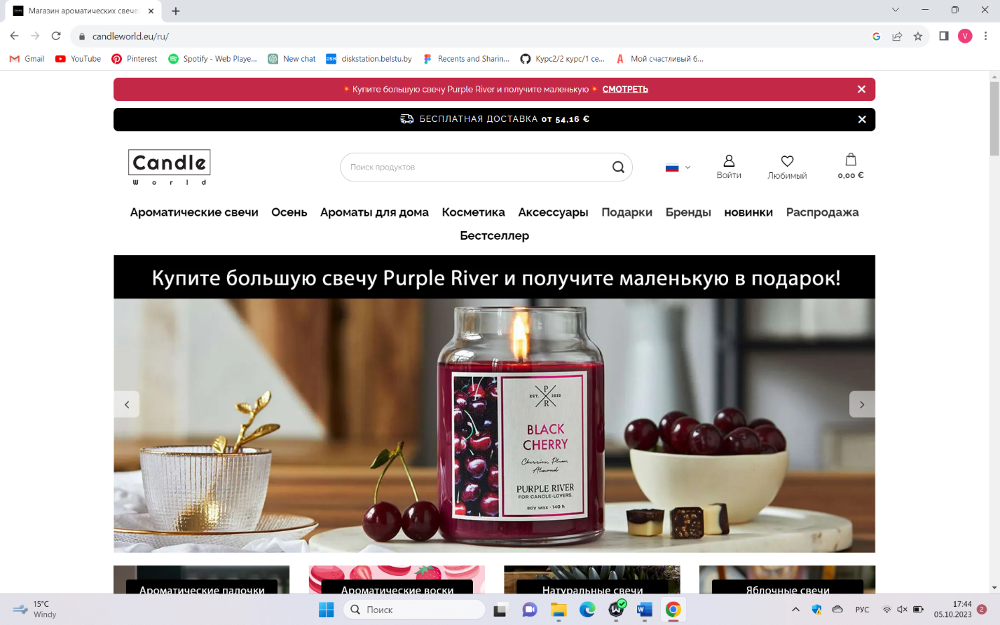 Магазин ароматических свече
candleworld.eu/ru/
V
Gmail
YouTube
Pinterest
Spotify - Web Playe...
New chat
DSM
diskstation.belstu.by
Recents and Sharin...
Курс2/2 курс/1 се...
Мой счастливый б...
Купите большую свечу Purple River и получите маленькую СМОТРЕТЬ
БЕСПЛАТНАЯ ДОСТАВКА от 54,16 €
Candle
World
Поиск продуктов
Войти
Любимый
0,00 €
Ароматические свечи Осень Ароматы для дома Косметика Аксессуары Подарки Бренды новинки Распродажа
Бестселлер
Купите большую свечу Purple River и получите маленькую в подарок!
P
EST. 2020
R
BLACK
CHERRY
Cherries, Plum,
Almond
PURPLE RIVER
FOR CANDLE-LOVERS.
soy wax · 140 h
Ароматические палочки
Ароматические воски
Натуральные свечи
Яблочные свечи
15°C
Windy
Поиск
РУС
17:44
05.10.2023
2